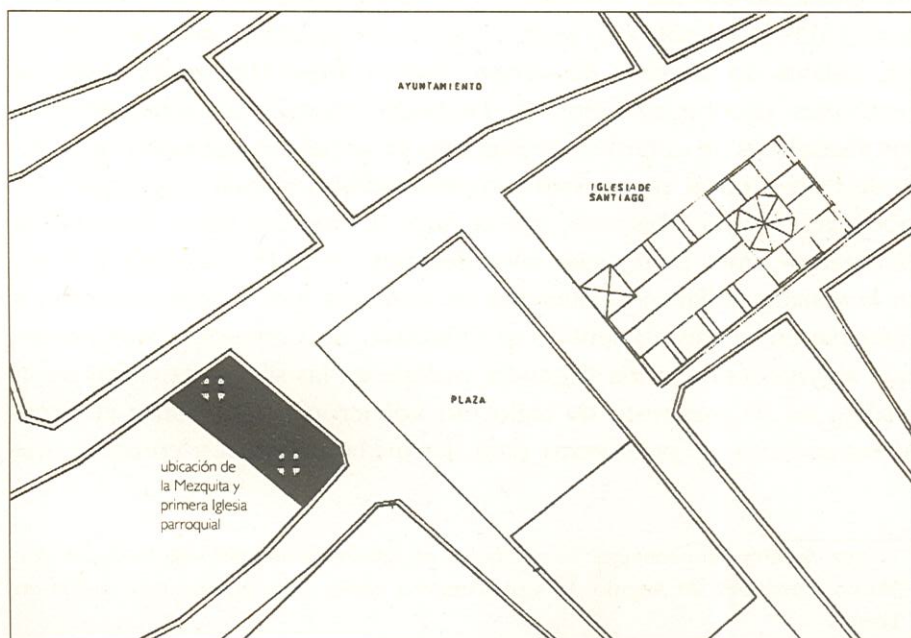 AYUNTAMIENTO
IGLESIA DE
SANTIAGO
PLAZA
ubicación de
la Mezquita y
primera Iglesia
parroquial